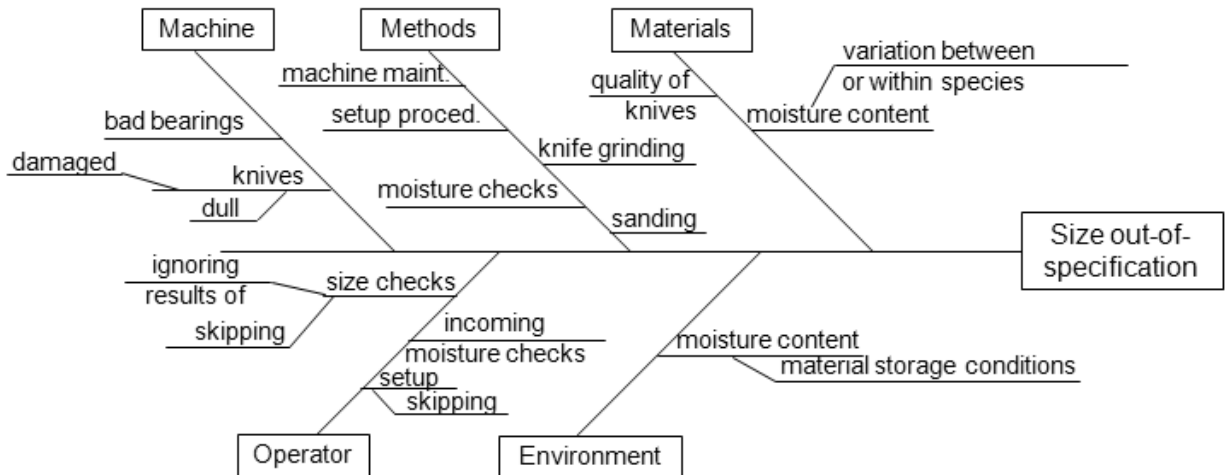 Machine
Methods
Materials
variation between
or within species
machine maint.
quality of
knives
moisture content
setup proced.
bad bearings
knife grinding
damaged
knives
dull
moisture checks
sanding
Size out-of-
specification
ignoring
results of
size checks
skipping
incoming
moisture checks
setup
skipping
moisture content
material storage conditions
Operator
Environment